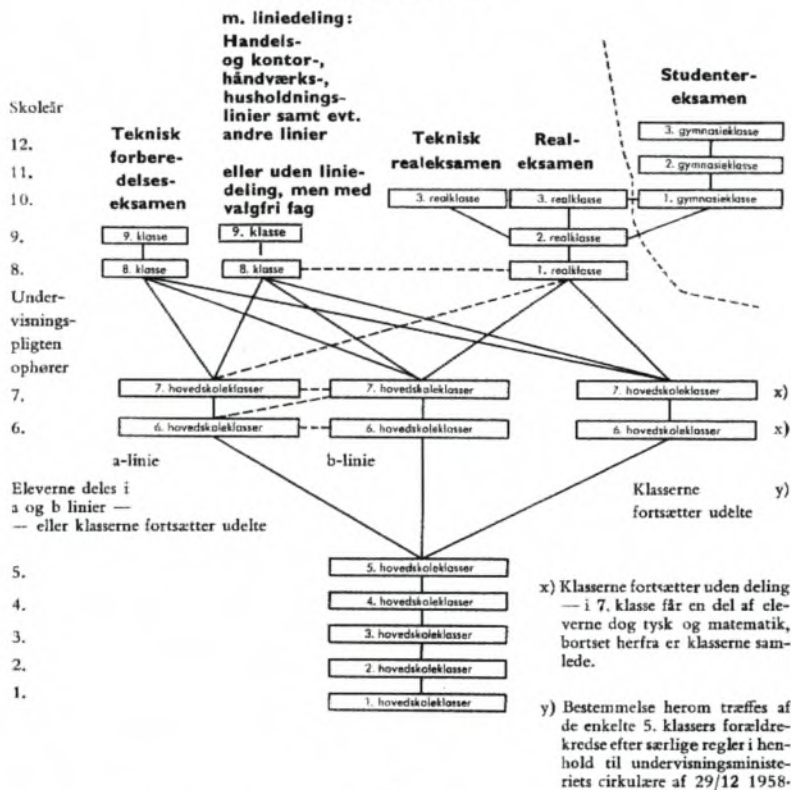 m. liniedeling:
Handels-
og kontor-,
håndværks-,
husholdnings-
linier samt evt.
andre linier
eller uden linie-
deling, men med
valgfri fag
Studenter-
eksamen
Skoleår
Teknisk
forbere-
delses-
eksamen
Teknisk
realeksamen
Real-
eksamen
12.
3. gymnasieklasse
11.
2. gymnasieklasse
10.
3. realklasse
3. realklasse
1. gymnasieklasse
9.
9. klasse
9. klasse
2. realklasse
8.
8. klasse
8. klasse
1. realklasse
Under-
visnings-
pligten
ophører
7.
7. hovedskoleklasser
7. hovedskoleklasser
7. hovedskoleklasser
x)
6.
6. hovedskoleklasser
6. hovedskoleklasser
6. hovedskoleklasser
x)
a-linie
b-linie
Eleverne deles i
a og b linier —
— eller klasserne fortsætter udelte
Klasserne y)
fortsætter udelte
5.
5. hovedskoleklasser
4.
4. hovedskoleklasser
3.
3. hovedskoleklasser
2.
2. hovedskoleklasser
1.
1. hovedskoleklasser
x) Klasserne fortsætter uden deling
— i 7. klasse får en del af ele-
verne dog tysk og matematik,
bortset herfra er klasserne sam-
lede.
y) Bestemmelse herom træffes af
de enkelte 5. klassers forældre-
kredse efter særlige regler i hen-
hold til undervisningsministe-
riets cirkulære af 29/12 1958-